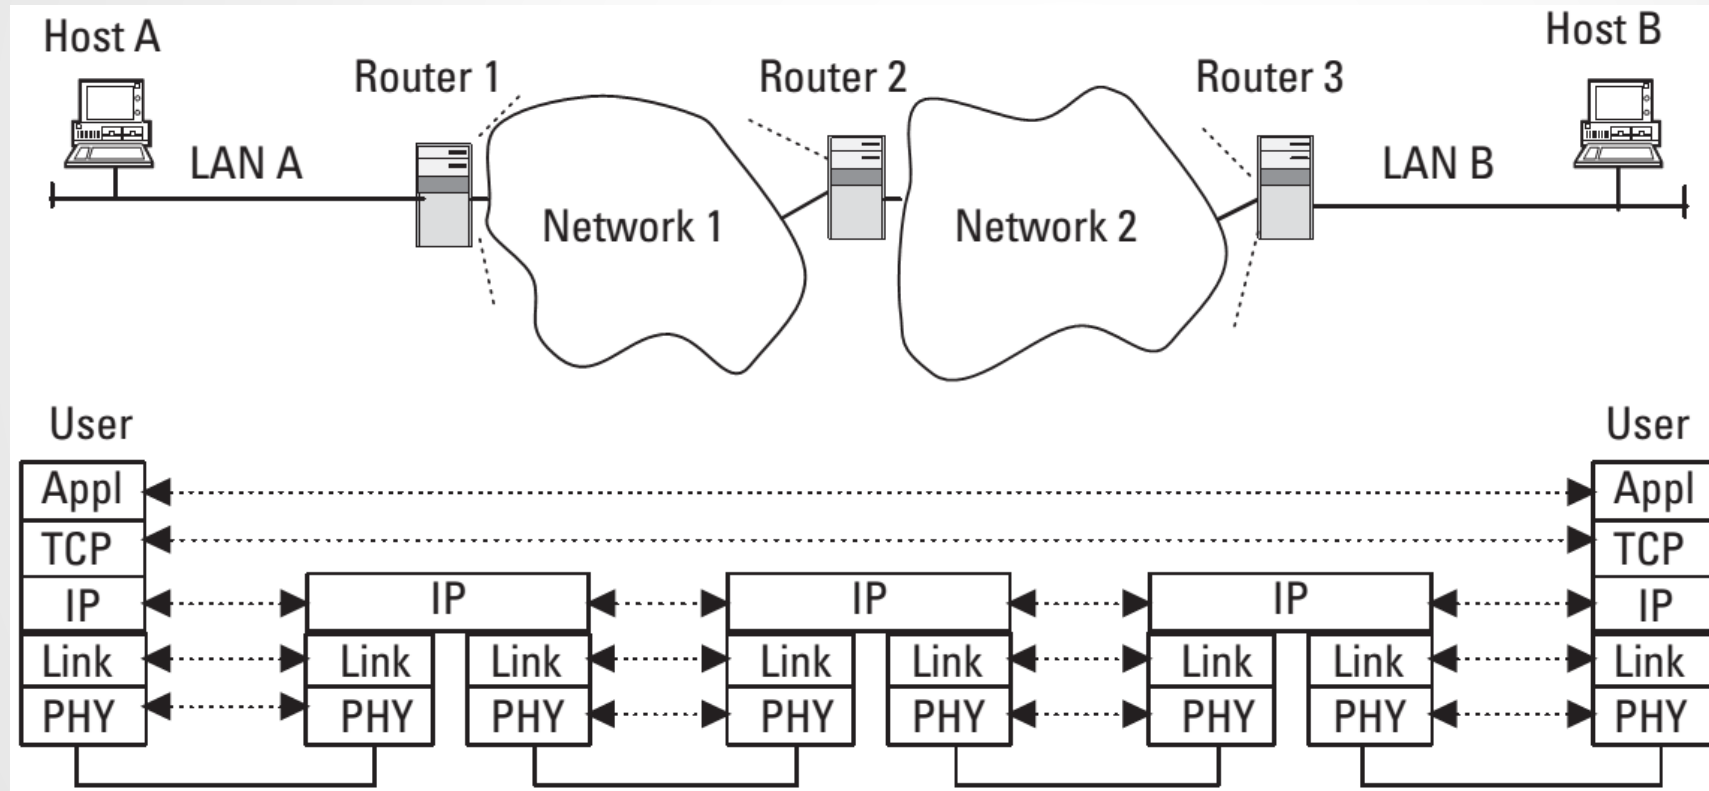 Host A
Host B
Router 1
Router 2
Router 3
LAN A
LAN B
Network 1
Network 2
User
User
Appl
Appl
TCP
TCP
IP
IP
IP
IP
IP
Link
Link
Link
Link
Link
Link
Link
Link
PHY
PHY
PHY
PHY
PHY
PHY
PHY
PHY